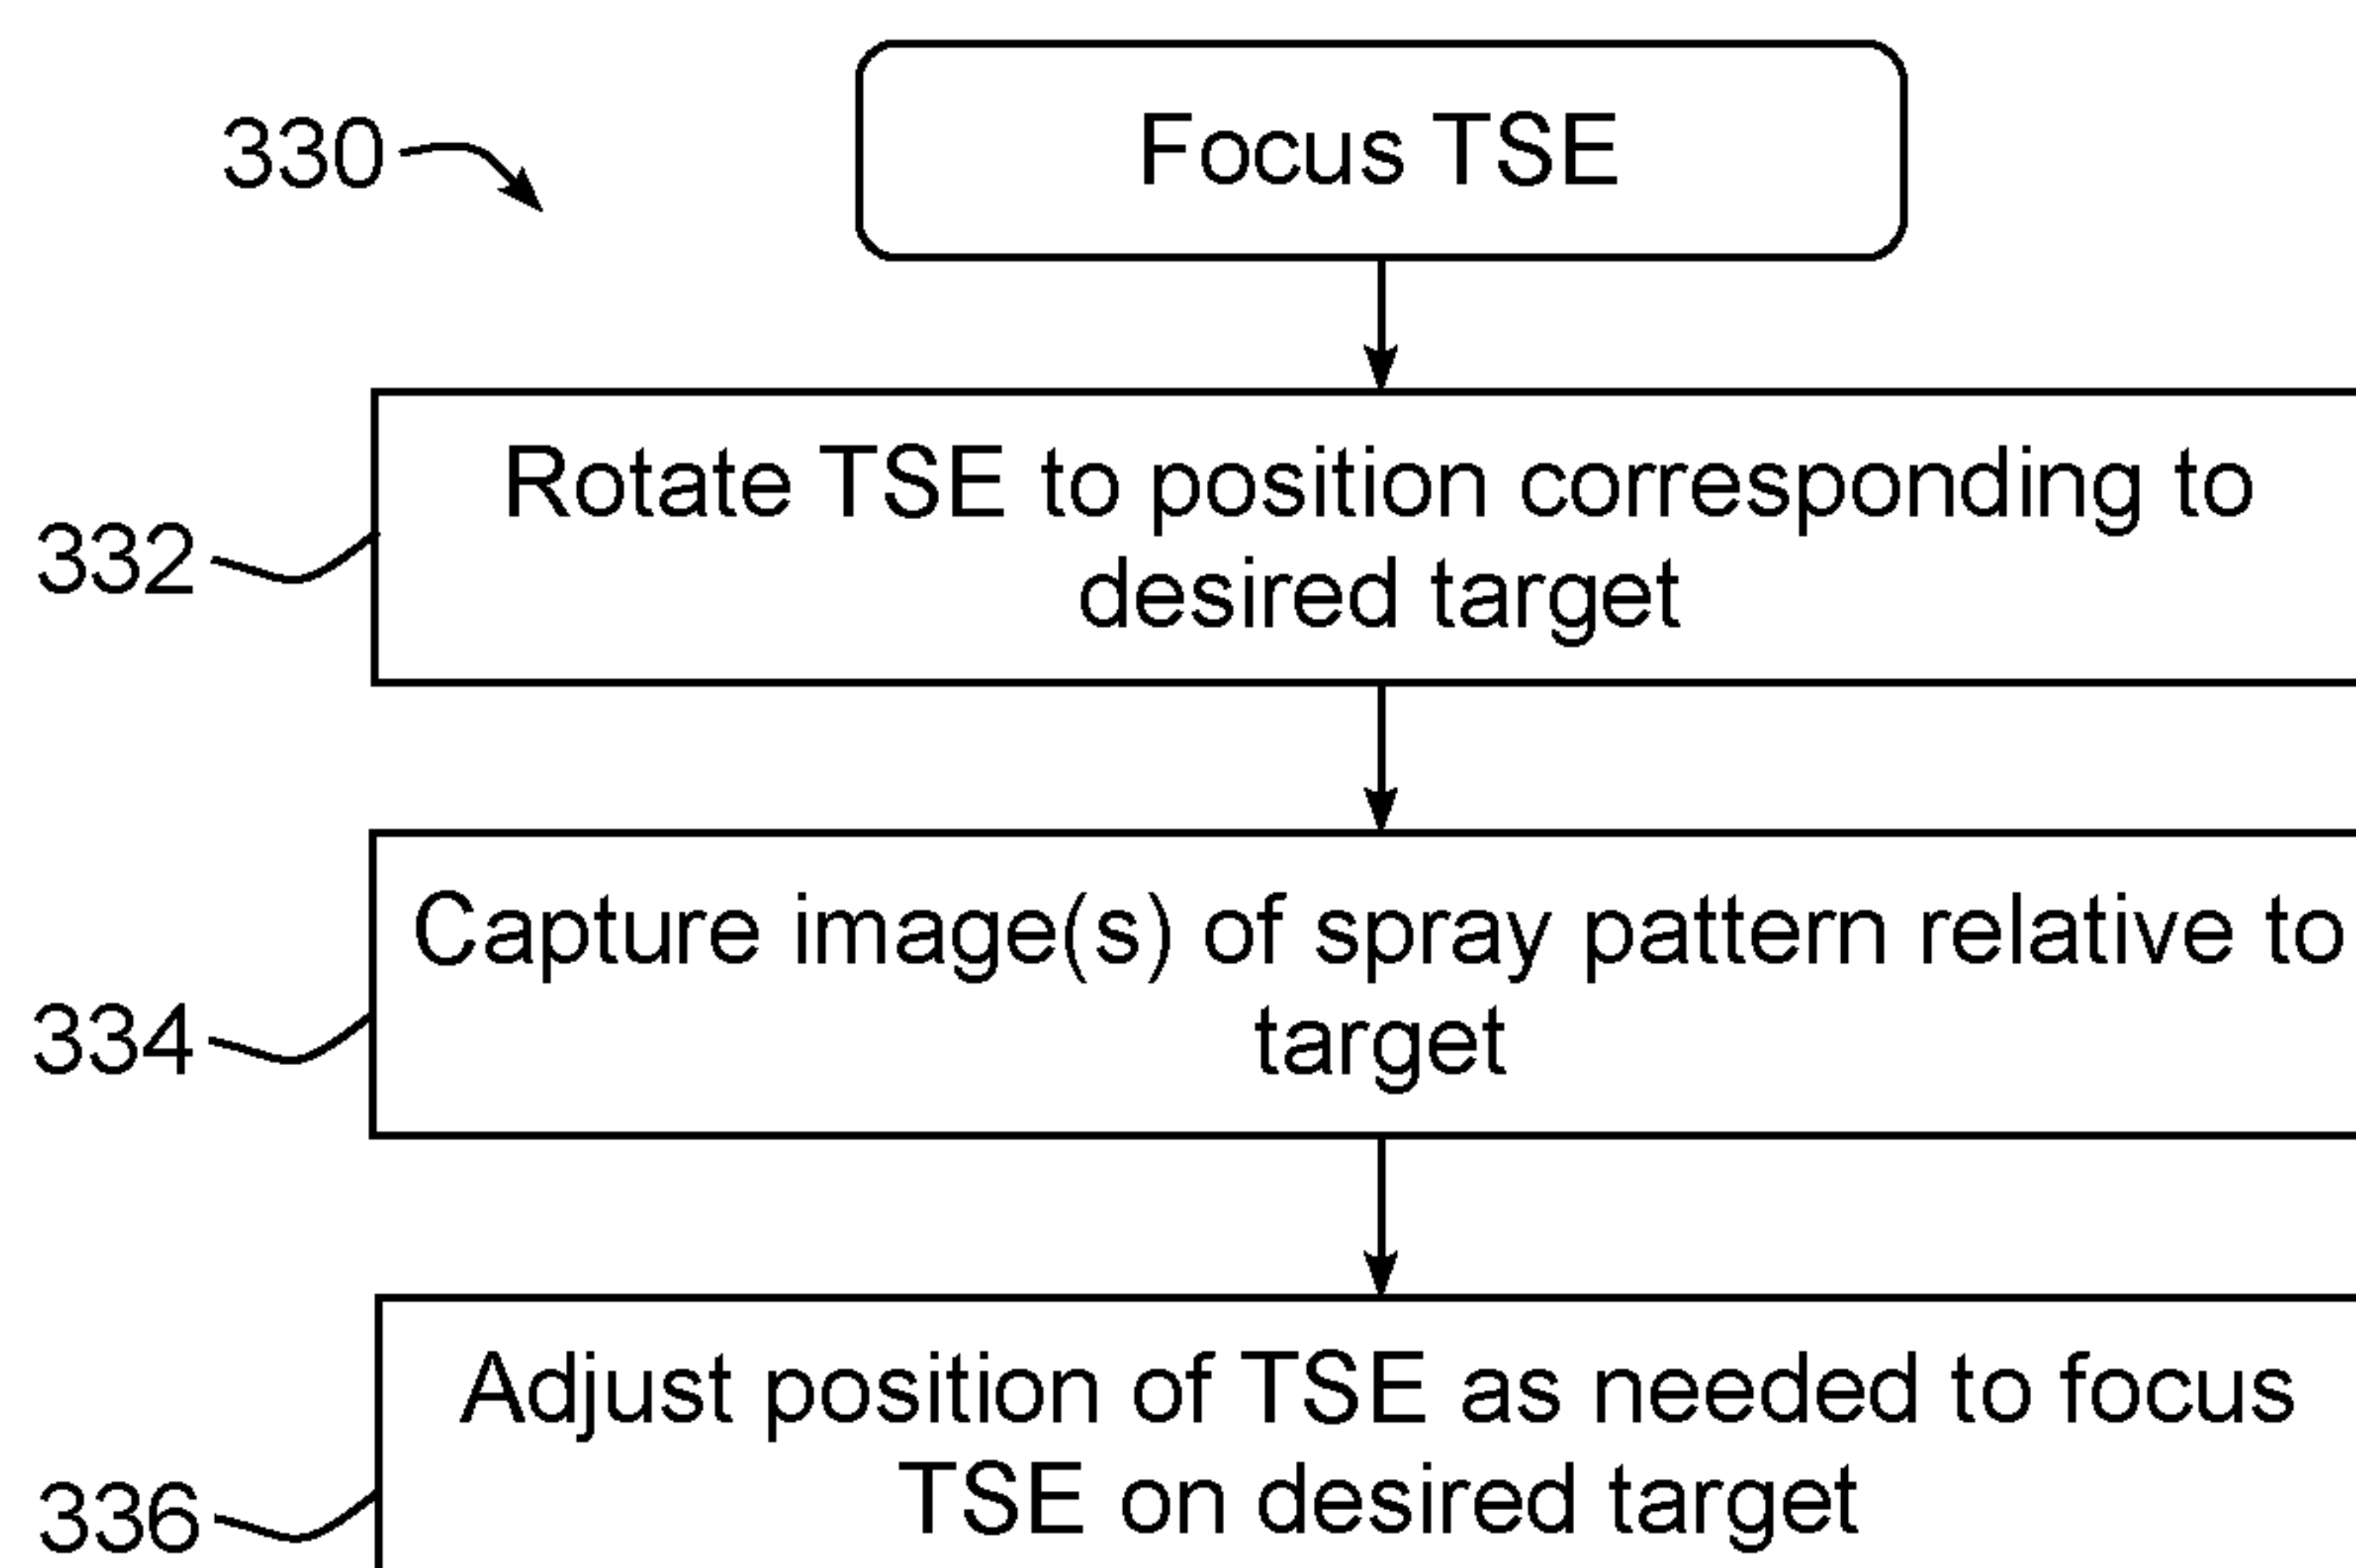 330
Focus TSE
Rotate TSE to position corresponding to
desired target
332
Capture image(s) of spray pattern relative to
target
334
Adjust position of TSE as needed to focus
TSE on desired target
336